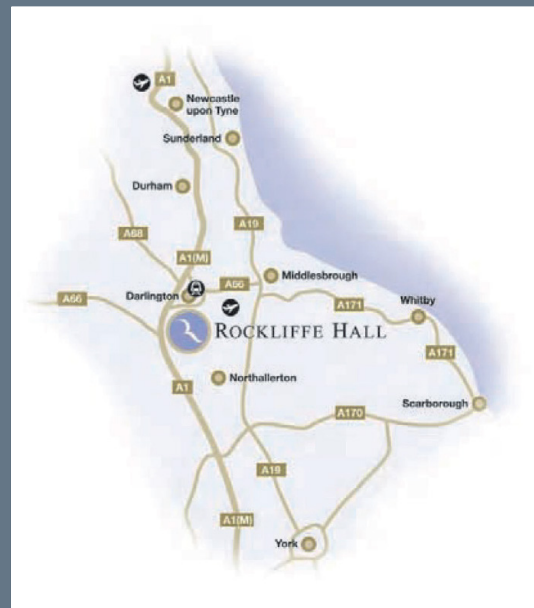 A1
Newcastle
upon Tyne
Sunderland
Durham
A19
A68
A1(M)
Middlesbrough
A66
Darlington
A66
A171
Whitby
ROCKLIFFE HALL
A171
Northallerton
A1
Scarborough
A170
A19
A1(M)
York